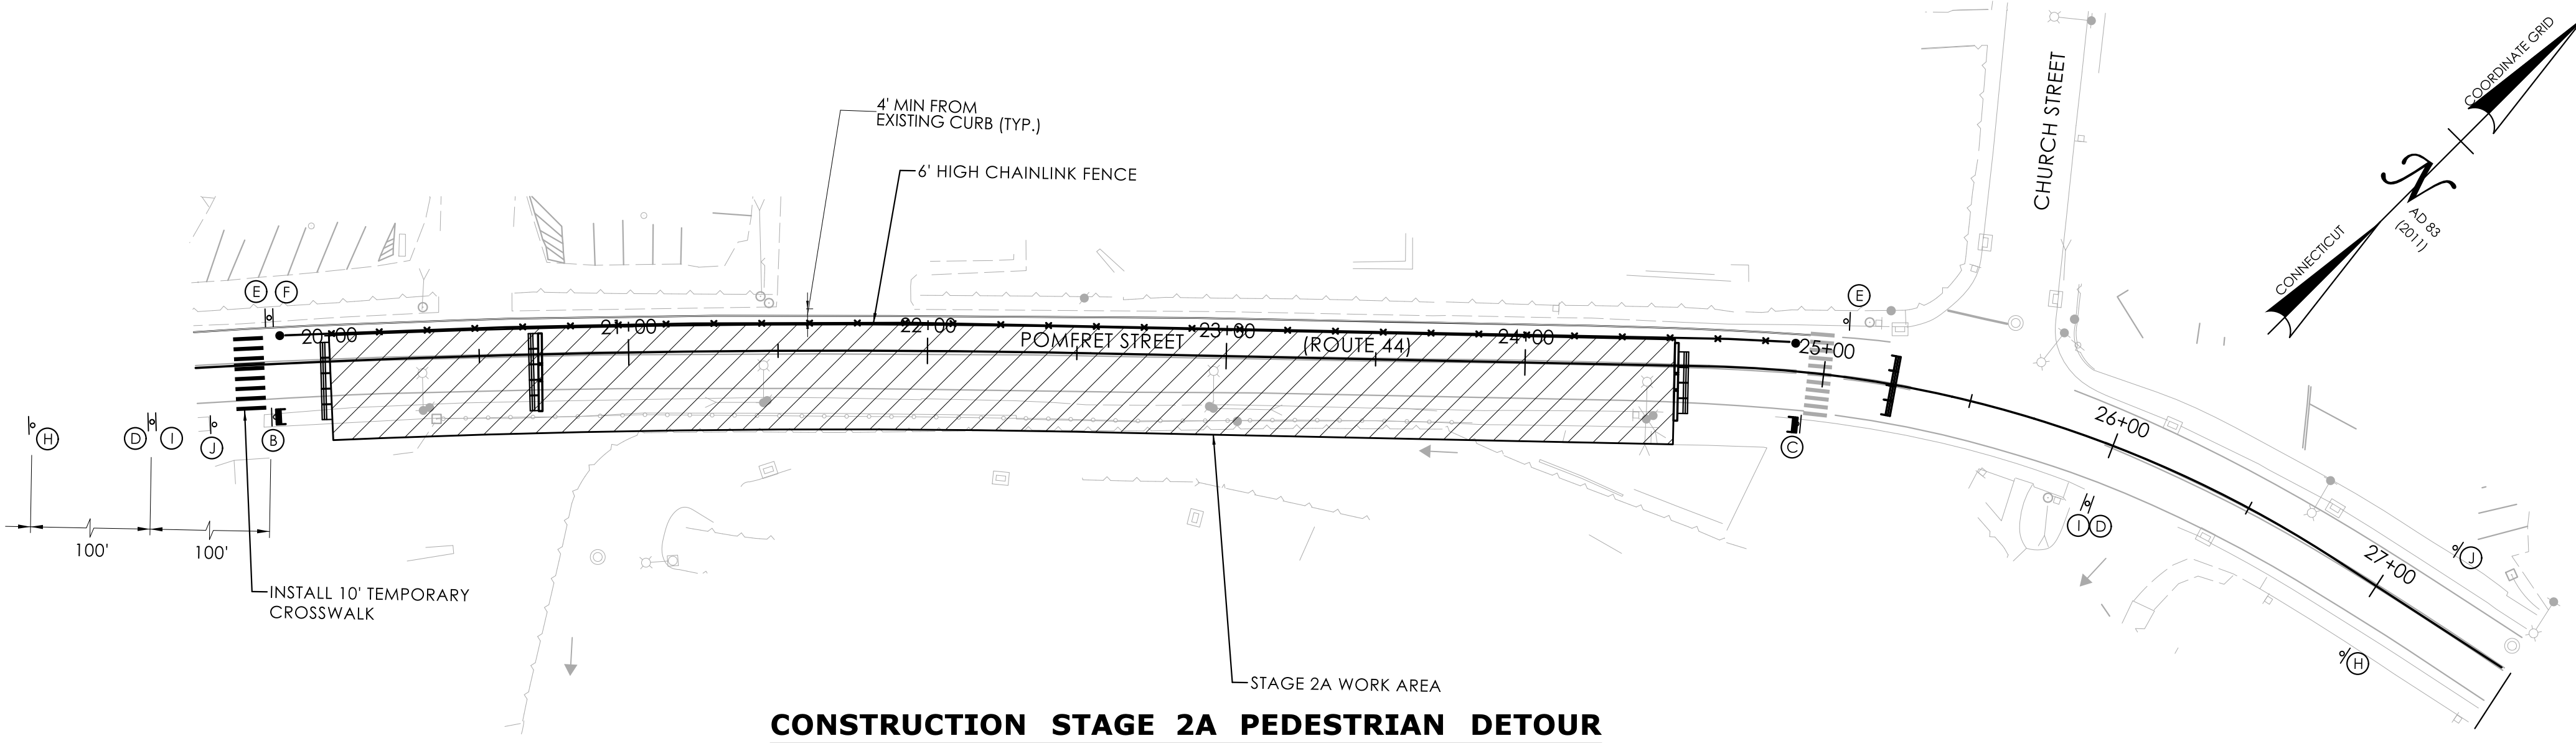 4' MIN FROM
EXISTING CURB (TYP.)
6' HIGH CHAINLINK FENCE
CHURCH STREET
COORDINATE GRID
N
AD 83
(2011)
CONNECTICUT
E F
E
20+00
21+00
22+00
23+00
24+00
25+00
26+00
27+00
POMFRET STREET
(ROUTE 44)
H
D I
J
B
C
I D
J
H
100'
100'
INSTALL 10' TEMPORARY
CROSSWALK
STAGE 2A WORK AREA
CONSTRUCTION STAGE 2A PEDESTRIAN DETOUR